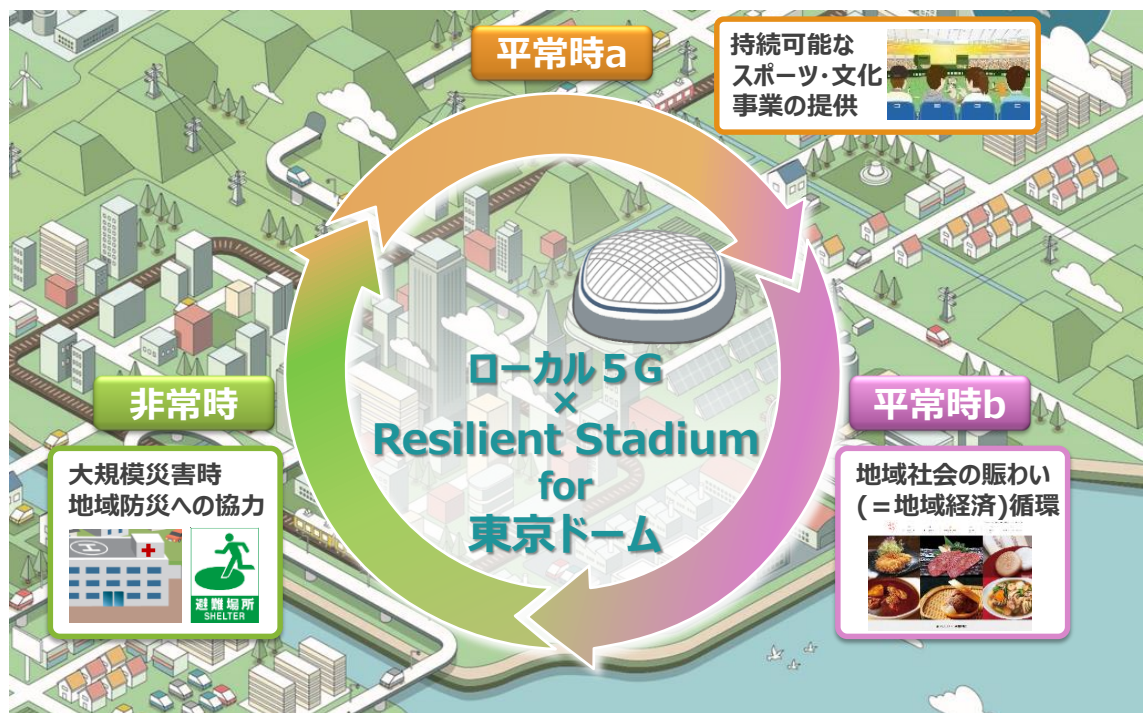 平常時a
持続可能な
スポーツ・文化
事業の提供
ローカル５G
×
Resilient Stadium
for
東京ドーム
非常時
大規模災害時
地域防災への協力
避難場所
SHELTER
平常時b
地域社会の賑わい
(＝地域経済)循環